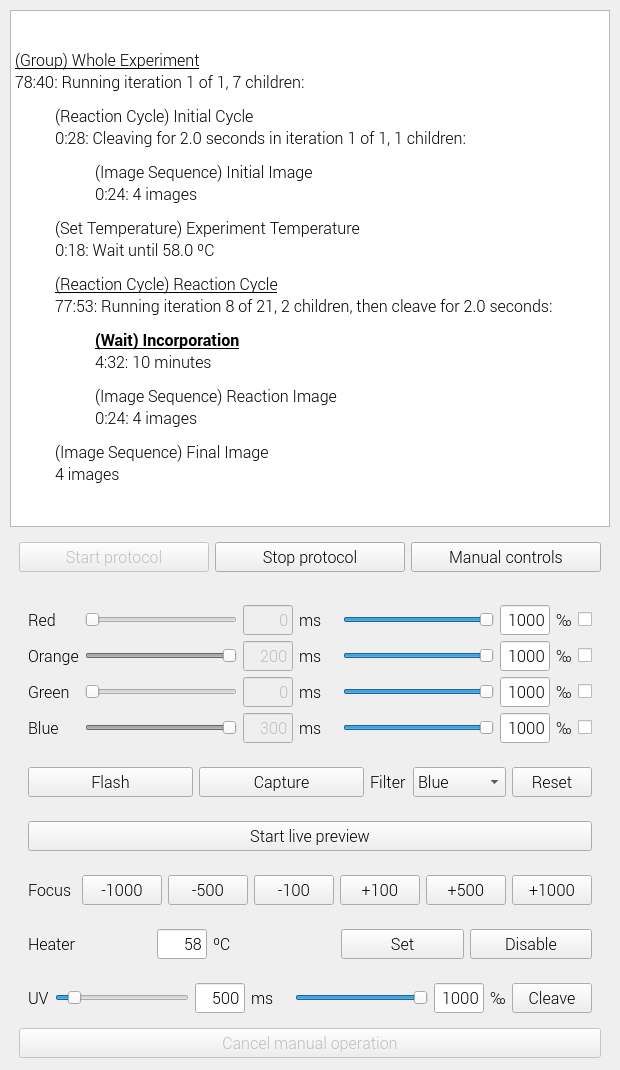 (Group) Whole Experiment
78:40: Running iteration 1 of 1, 7 children:
(Reaction Cycle) Initial Cycle
0:28: Cleaving for 2.0 seconds in iteration 1 of 1, 1 children:
(Image Sequence) Initial Image
0:24: 4 images
(Set Temperature) Experiment Temperature
0:18: Wait until 58.0 ºC
(Reaction Cycle) Reaction Cycle
77:53: Running iteration 8 of 21, 2 children, then cleave for 2.0 seconds:
(Wait) Incorporation
4:32: 10 minutes
(Image Sequence) Reaction Image
0:24: 4 images
(Image Sequence) Final Image
4 images
Start protocol Stop protocol Manual controls
Red 0 ms 1000 ‰
Orange 200 ms 1000 ‰
Green 0 ms 1000 ‰
Blue 300 ms 1000 ‰
Flash Capture Filter Blue Reset
Start live preview
Focus -1000 -500 -100 +100 +500 +1000
Heater 58 ºC Set Disable
UV 500 ms 1000 ‰ Cleave
Cancel manual operation